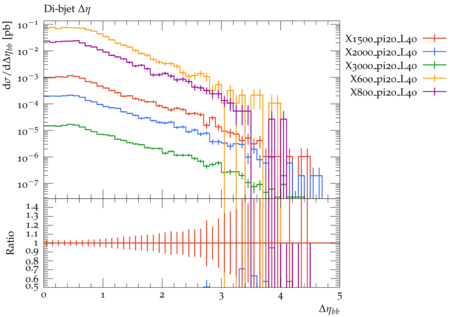 Di-bjet Δη
dσ/dΔη_bb [pb]
10⁻¹
10⁻²
10⁻³
10⁻⁴
10⁻⁵
10⁻⁶
10⁻⁷
X1500_pi20_L40
X2000_pi20_L40
X3000_pi20_L40
X600_pi20_L40
X800_pi20_L40
Ratio
1.4
1.3
1.2
1.1
1
0.9
0.8
0.7
0.6
0.5
0 1 2 3 4 5
Δη_bb